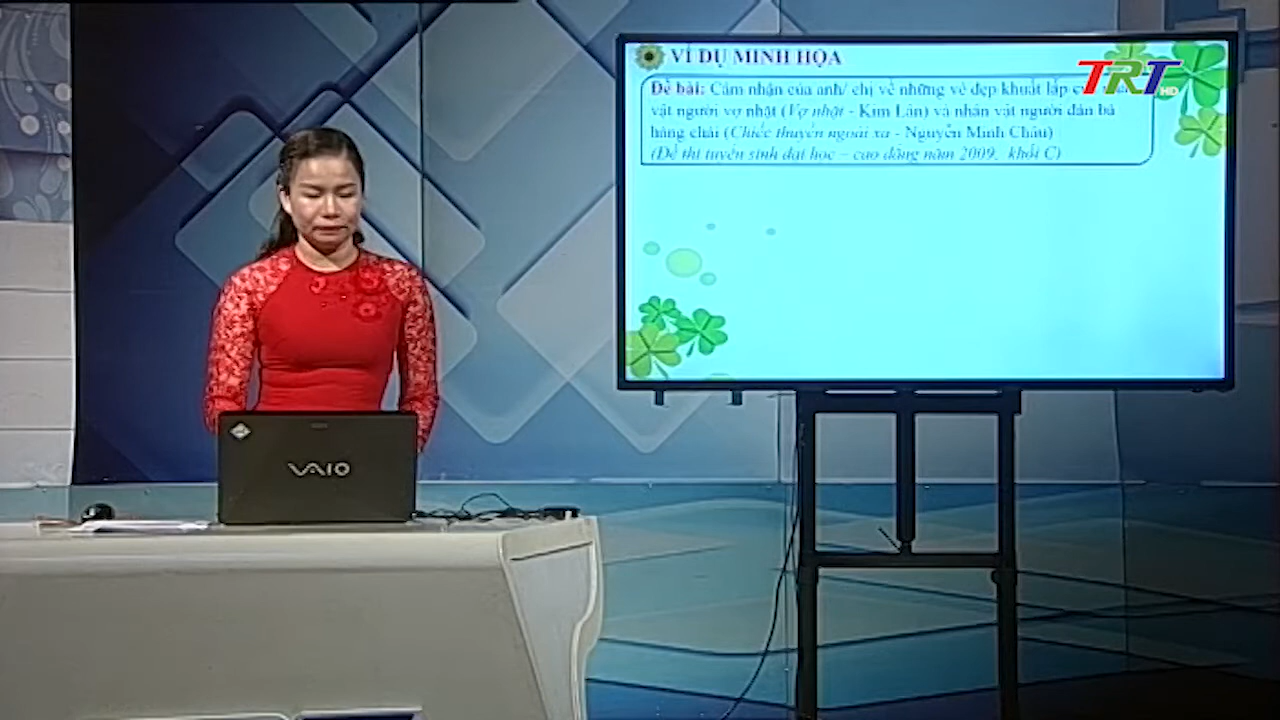 VÍ DỤ MINH HỌA
TRT HD
Đề bài: Cảm nhận của anh/ chị về những vẻ đẹp khuất lấp
vật người vợ nhặt (Vợ nhặt - Kim Lân) và nhân vật người đàn bà
hàng chài (Chiếc thuyền ngoài xa - Nguyễn Minh Châu)
(Đề thi tuyển sinh đại học – cao đẳng năm 2009, khối C)
VAIO